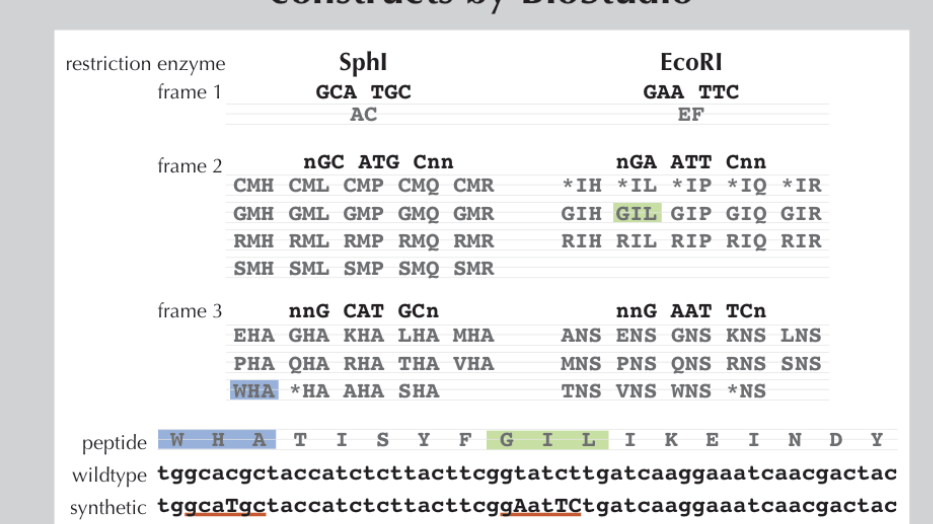 constructs by BioStudio
restriction enzyme SphI EcoRI
frame 1 GCA TGC GAA TTC
AC EF
frame 2 nGC ATG Cnn nGA ATT Cnn
CMH CML CMP CMQ CMR *IH *IL *IP *IQ *IR
GMH GML GMP GMQ GMR GIH GIL GIP GIQ GIR
RMH RML RMP RMQ RMR RIH RIL RIP RIQ RIR
SMH SML SMP SMQ SMR
frame 3 nnG CAT GCn nnG AAT TCn
EHA GHA KHA LHA MHA ANS ENS GNS KNS LNS
PHA QHA RHA THA VHA MNS PNS QNS RNS SNS
WHA *HA AHA SHA TNS VNS WNS *NS
peptide W H A T I S Y F G I L I K E I N D Y
wildtype tggcacgctaccatctcttacttcggtatcttgatcaaggaaatcaacgactac
synthetic tggcaTgctaccatctcttacttcggAatTCtgatcaaggaaatcaacgactac